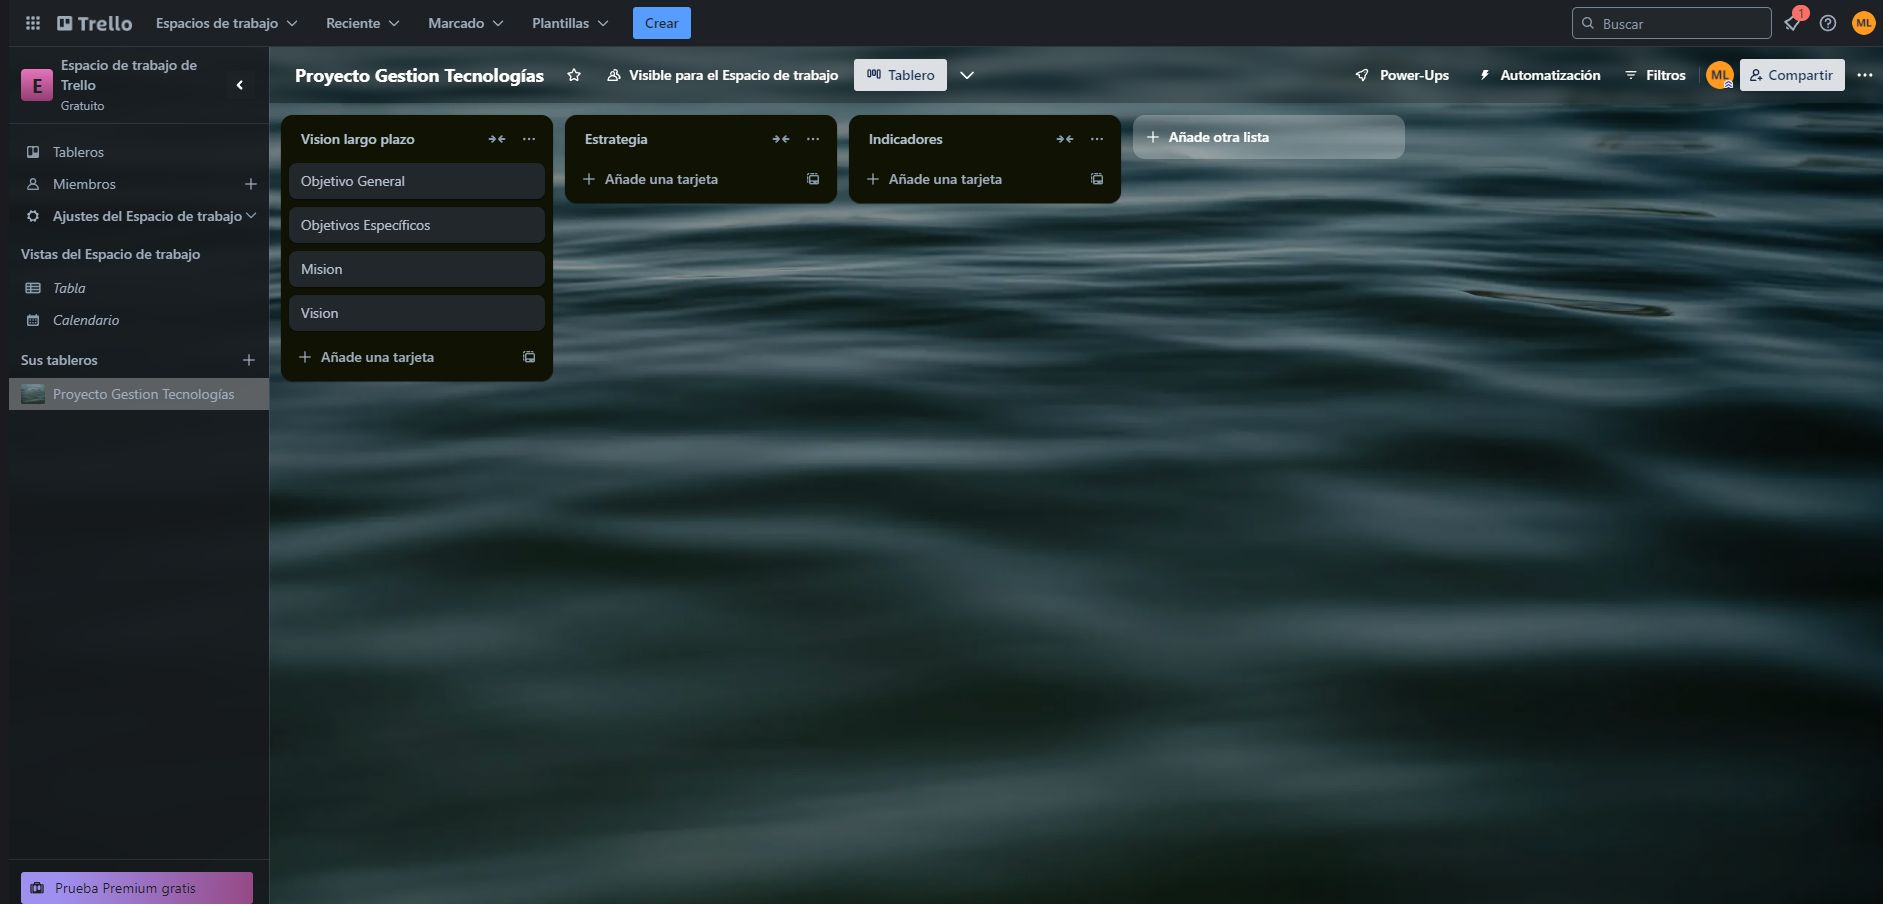 Trello
Espacios de trabajo
Reciente
Marcado
Plantillas
Crear
Buscar
1
ML
E
Espacio de trabajo de
Trello
Gratuito
Tableros
Miembros
Ajustes del Espacio de trabajo
Vistas del Espacio de trabajo
Tabla
Calendario
Sus tableros
Proyecto Gestion Tecnologías
Prueba Premium gratis
Proyecto Gestion Tecnologías
Visible para el Espacio de trabajo
Tablero
Power-Ups
Automatización
Filtros
ML
Compartir
Vision largo plazo
Objetivo General
Objetivos Específicos
Mision
Vision
Añade una tarjeta
Estrategia
Añade una tarjeta
Indicadores
Añade una tarjeta
Añade otra lista